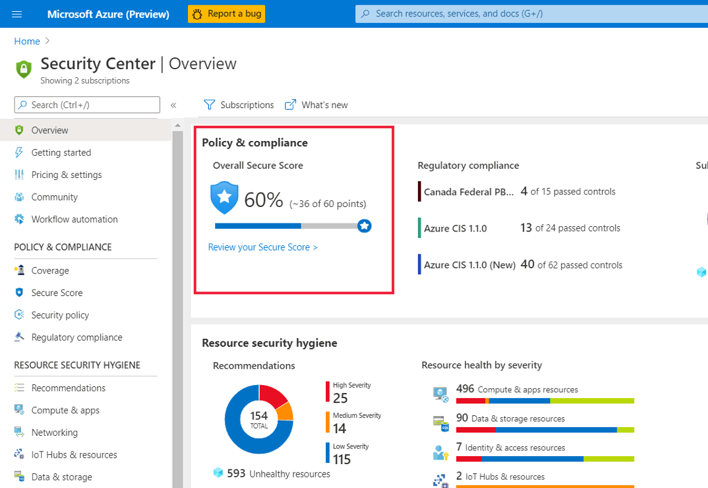 Microsoft Azure (Preview)
Report a bug
Search resources, services, and docs (G+/)
Home >
Security Center | Overview
Showing 2 subscriptions
Search (Ctrl+/)
«
Subscriptions
What's new
Overview
Getting started
Pricing & settings
Community
Workflow automation
POLICY & COMPLIANCE
Coverage
Secure Score
Security policy
Regulatory compliance
RESOURCE SECURITY HYGIENE
Recommendations
Compute & apps
Networking
IoT Hubs & resources
Data & storage
Policy & compliance
Overall Secure Score
60% (~36 of 60 points)
Review your Secure Score >
Regulatory compliance
Canada Federal PB... 4 of 15 passed controls
Azure CIS 1.1.0 13 of 24 passed controls
Azure CIS 1.1.0 (New) 40 of 62 passed controls
Su
Resource security hygiene
Recommendations
154
TOTAL
High Severity
25
Medium Severity
14
Low Severity
115
593 Unhealthy resources
Resource health by severity
496 Compute & apps resources
90 Data & storage resources
7 Identity & access resources
2 IoT Hubs & resources